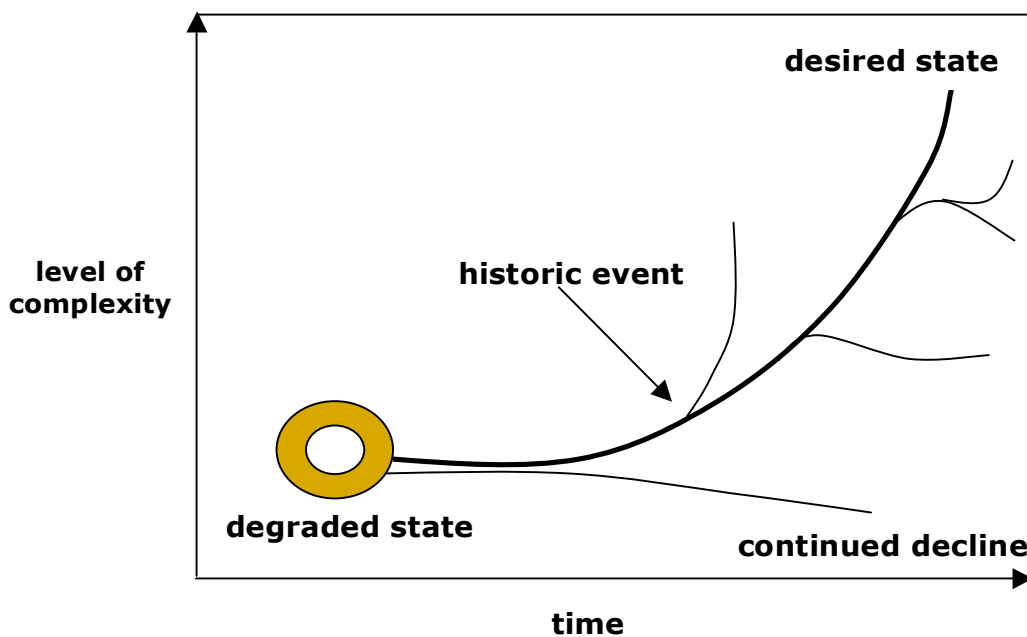 desired state
level of
complexity
historic event
degraded state
continued decline
time